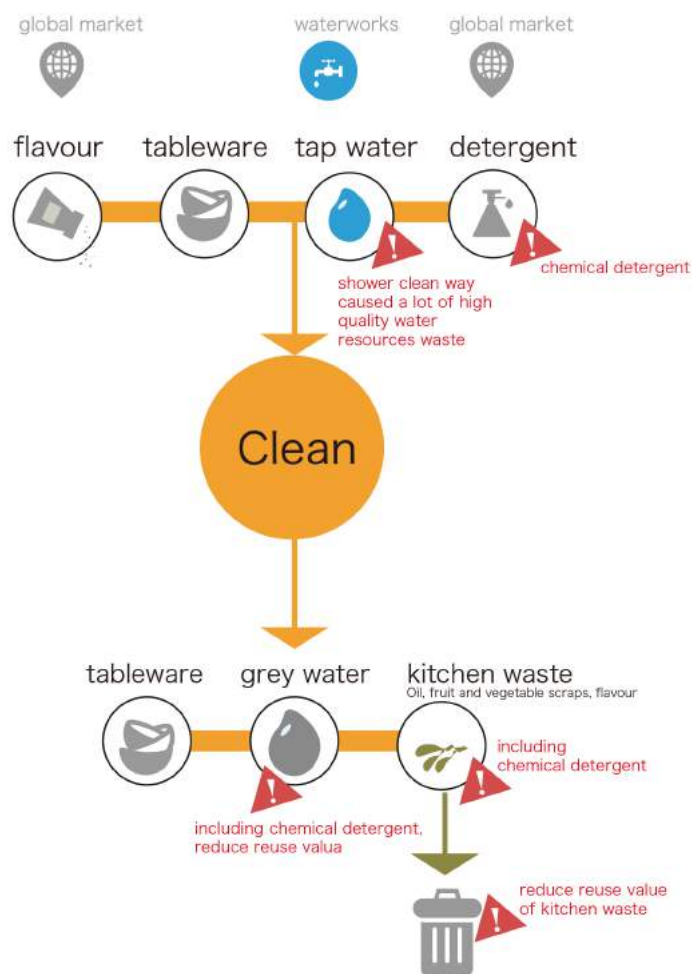 global market
waterworks
global market
flavour
tableware
tap water
detergent
chemical detergent
shower clean way
caused a lot of high
quality water
resources waste
Clean
tableware
grey water
kitchen waste
Oil, fruit and vegetable scraps, flavour
including
chemical detergent
including chemical detergent,
reduce reuse valua
reduce reuse value
of kitchen waste